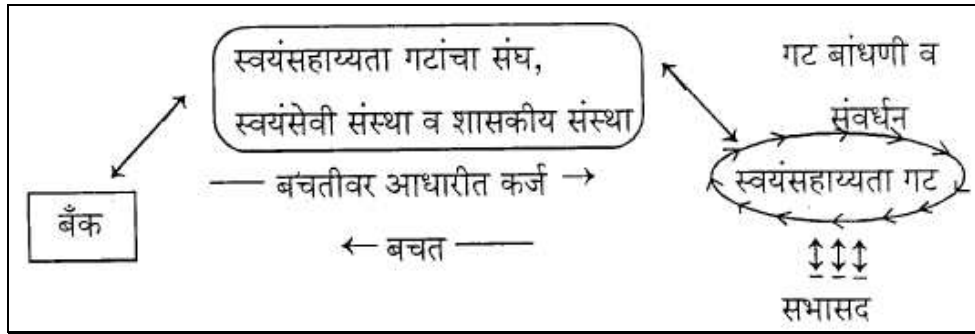 स्वयंसहाय्यता गटांचा संघ,
स्वयंसेवी संस्था व शासकीय संस्था
गट बांधणी व
संवर्धन
बचतीवर आधारीत कर्ज
स्वयंसहाय्यता गट
बँक
बचत
सभासद